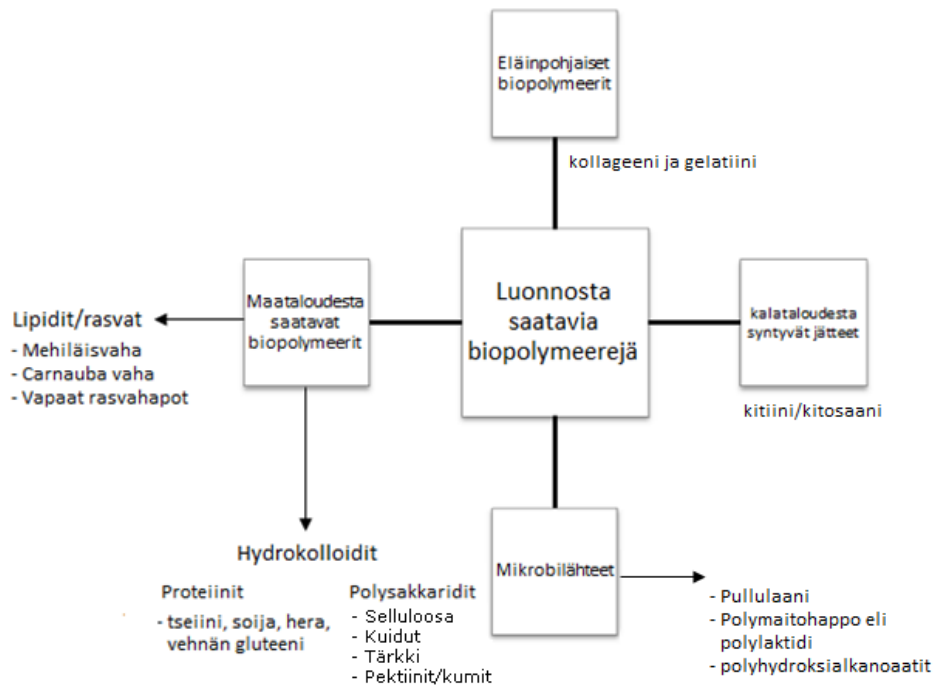 Eläinpohjaiset
biopolymeerit
kollageeni ja gelatiini
Luonnosta
saatavia
biopolymeerejä
Maataloudesta
saatavat
biopolymeerit
Lipidit/rasvat
- Mehiläisvaha
- Carnauba vaha
- Vapaat rasvahapot
kalataloudesta
syntyvät jätteet
kitiini/kitosaani
Hydrokolloidit
Proteiinit
- tseiini, soija, hera,
vehnän gluteeni
Polysakkaridit
- Selluloosa
- Kuidut
- Tärkki
- Pektiinit/kumit
Mikrobilähteet
- Pullulaani
- Polymaitohappo eli
polylaktidi
- polyhydroksialkanoaatit